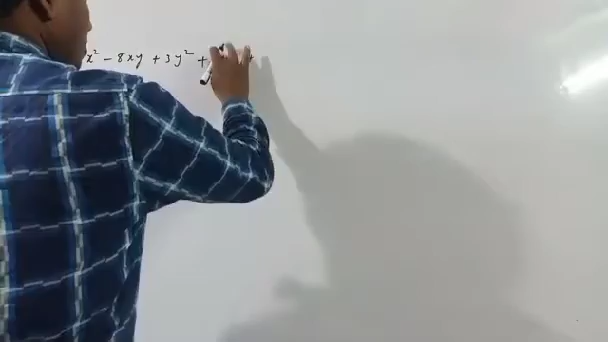 x² - 8xy + 3y² +